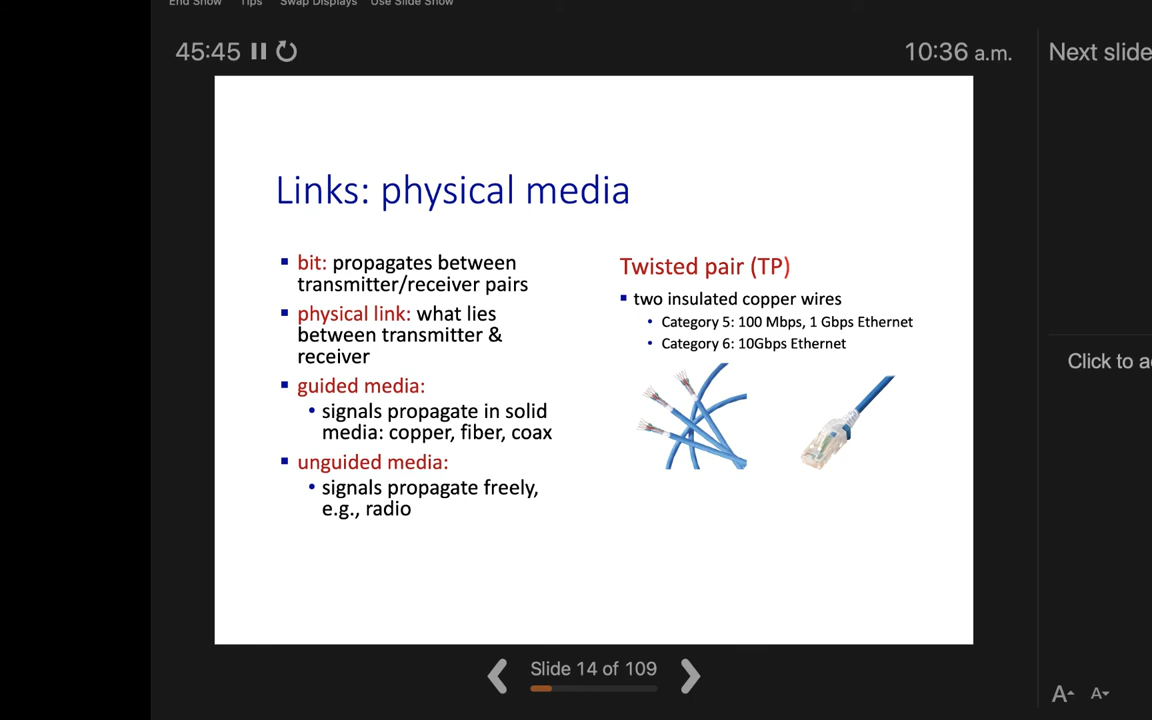 End Show Tips Swap Displays Use Slide Show
45:45
10:36 a.m.
Next slide
Links: physical media
▪ bit: propagates between
transmitter/receiver pairs
▪ physical link: what lies
between transmitter &
receiver
▪ guided media:
• signals propagate in solid
media: copper, fiber, coax
▪ unguided media:
• signals propagate freely,
e.g., radio
Twisted pair (TP)
▪ two insulated copper wires
• Category 5: 100 Mbps, 1 Gbps Ethernet
• Category 6: 10Gbps Ethernet
Click to
Slide 14 of 109
A A